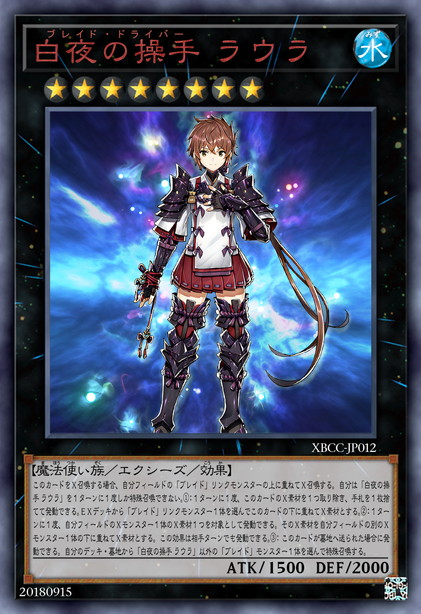 ブレイド・ドライバー
白夜の操手 ラウラ
みず
水
XBCC-JP012
【魔法使い族／エクシーズ／効果】
このカードをX召喚する場合、自分フィールドの「ブレイド」リンクモンスターの上に重ねてX召喚する。自分は「白夜の操
手 ラウラ」を1ターンに1度しか特殊召喚できない。①：1ターンに1度、このカードのX素材を1つ取り除き、手札を1枚捨
てて発動できる。EXデッキから「ブレイド」リンクモンスター1体を選んでこのカードの下に重ねてX素材とする。②：1ター
ンに1度、自分フィールドのXモンスター1体のX素材1つを対象として発動できる。そのX素材を自分フィールドの別のXモ
ンスター1体の下に重ねてX素材とする。この効果は相手ターンでも発動できる。③：このカードが墓地へ送られた場合に発
動できる。自分のデッキ・墓地から「白夜の操手 ラウラ」以外の「ブレイド」モンスター1体を選んで特殊召喚する。
ATK/1500 DEF/2000
20180915